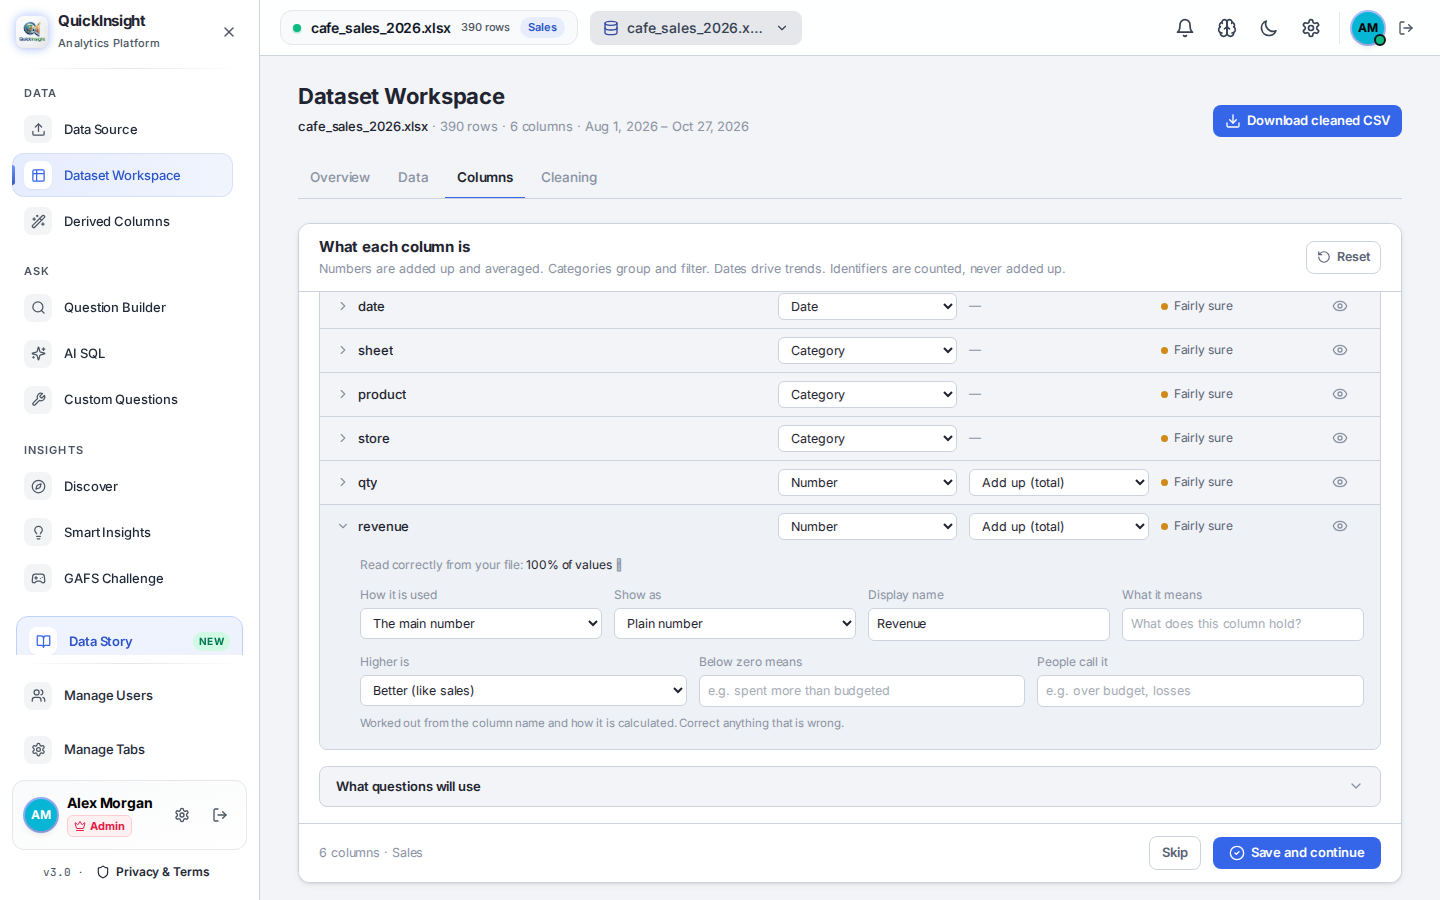 QuickInsight
Analytics Platform
DATA
Data Source
Dataset Workspace
Derived Columns
ASK
Question Builder
AI SQL
Custom Questions
INSIGHTS
Discover
Smart Insights
GAFS Challenge
Data Story NEW
Manage Users
Manage Tabs
AM Alex Morgan
Admin
v3.0 · Privacy & Terms
cafe_sales_2026.xlsx 390 rows Sales cafe_sales_2026.x... AM
Dataset Workspace
cafe_sales_2026.xlsx · 390 rows · 6 columns · Aug 1, 2026 – Oct 27, 2026
Download cleaned CSV
Overview Data Columns Cleaning
What each column is
Numbers are added up and averaged. Categories group and filter. Dates drive trends. Identifiers are counted, never added up.
Reset
date Date — Fairly sure
sheet Category — Fairly sure
product Category — Fairly sure
store Category — Fairly sure
qty Number Add up (total) Fairly sure
revenue Number Add up (total) Fairly sure
Read correctly from your file: 100% of values
How it is used Show as Display name What it means
The main number Plain number Revenue What does this column hold?
Higher is Below zero means People call it
Better (like sales) e.g. spent more than budgeted e.g. over budget, losses
Worked out from the column name and how it is calculated. Correct anything that is wrong.
What questions will use
6 columns · Sales Skip Save and continue